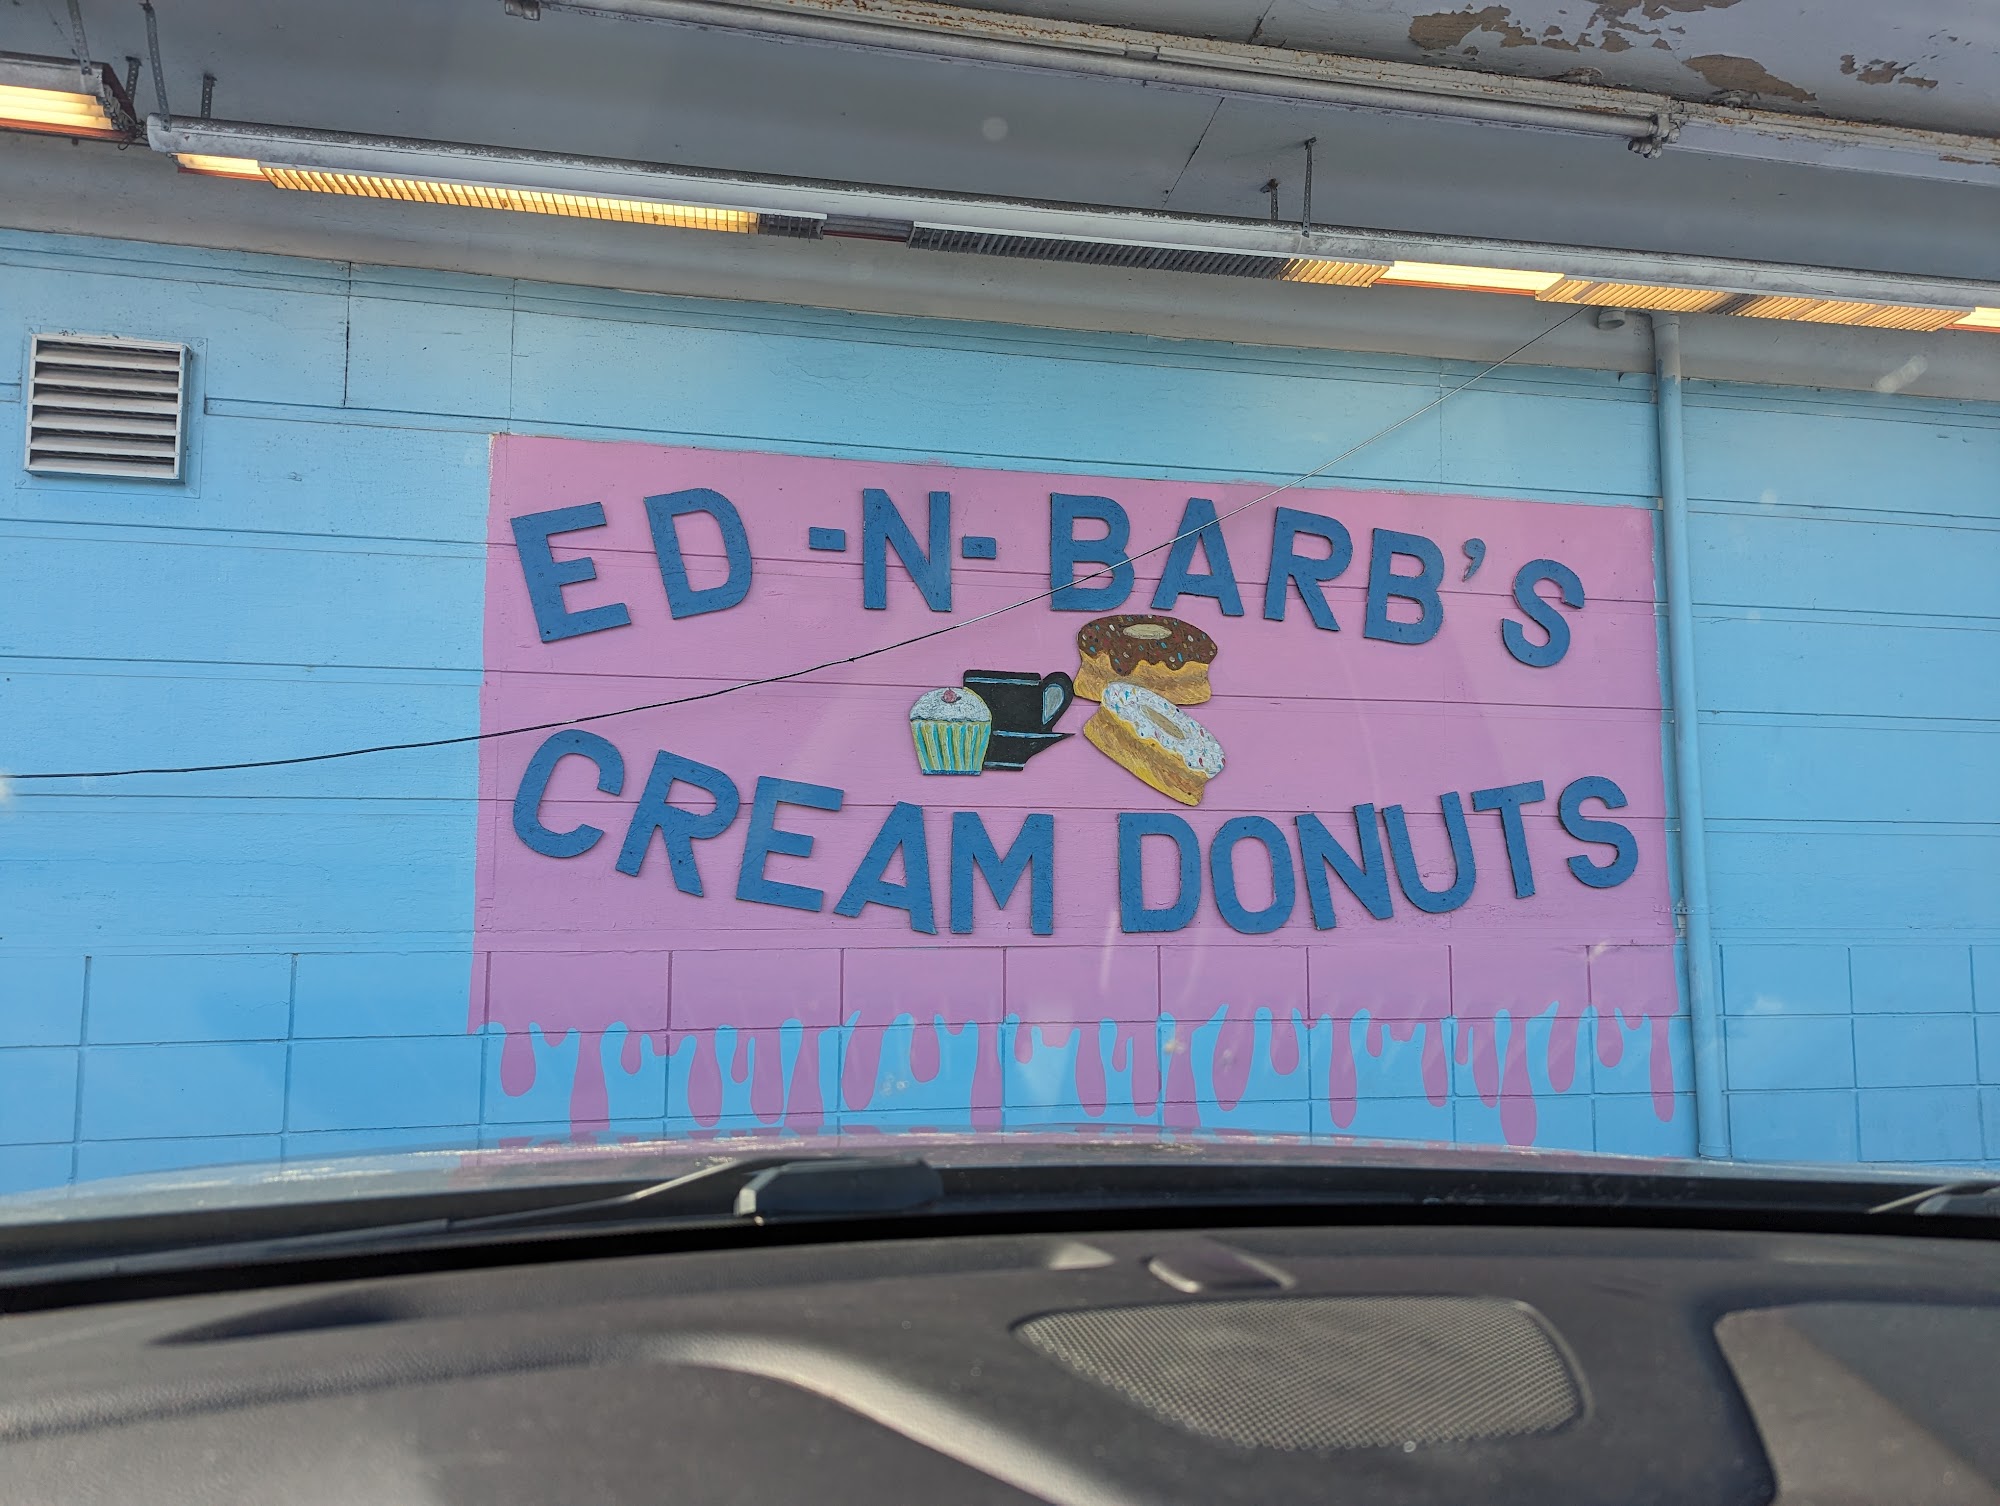 ED -N- BARB'S
CREAM DONUTS